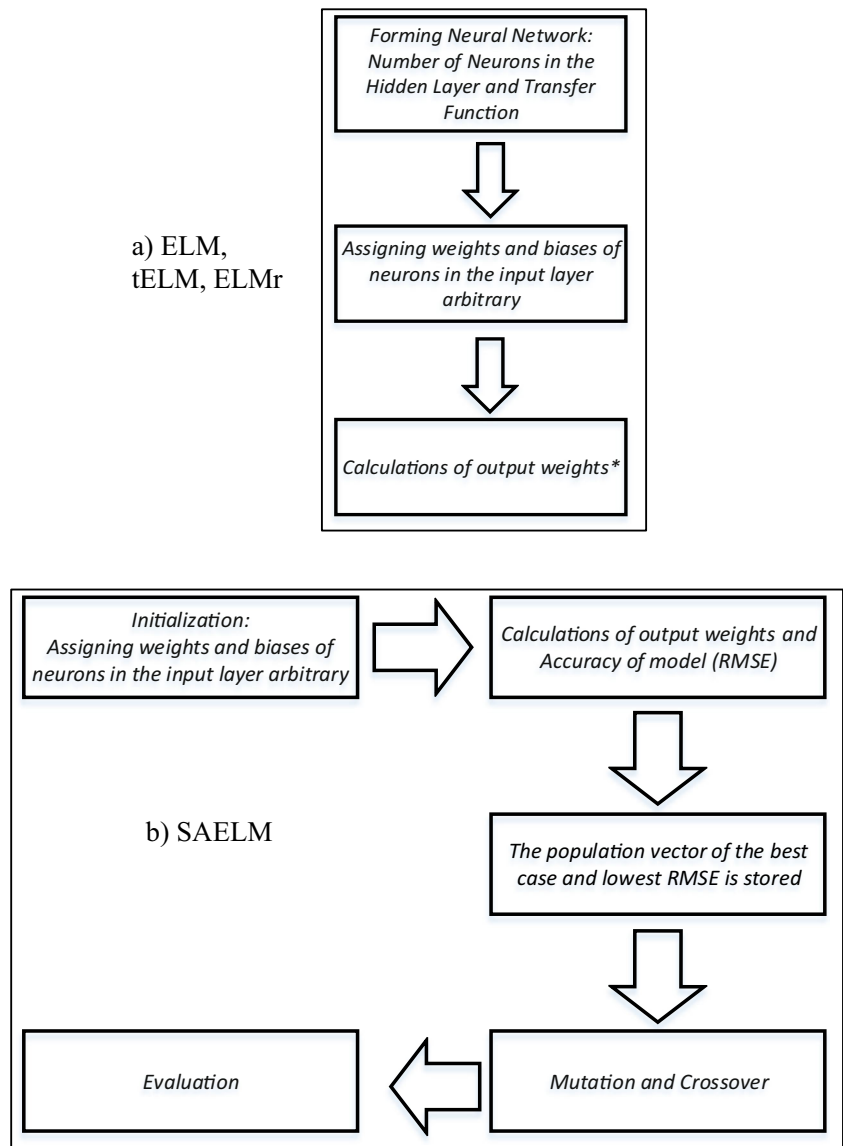 Forming Neural Network:
Number of Neurons in the
Hidden Layer and Transfer
Function
a) ELM,
tELM, ELMr
Assigning weights and biases of
neurons in the input layer
arbitrary
Calculations of output weights*
Initialization:
Assigning weights and biases of
neurons in the input layer arbitrary
Calculations of output weights and
Accuracy of model (RMSE)
b) SAELM
The population vector of the best
case and lowest RMSE is stored
Evaluation
Mutation and Crossover